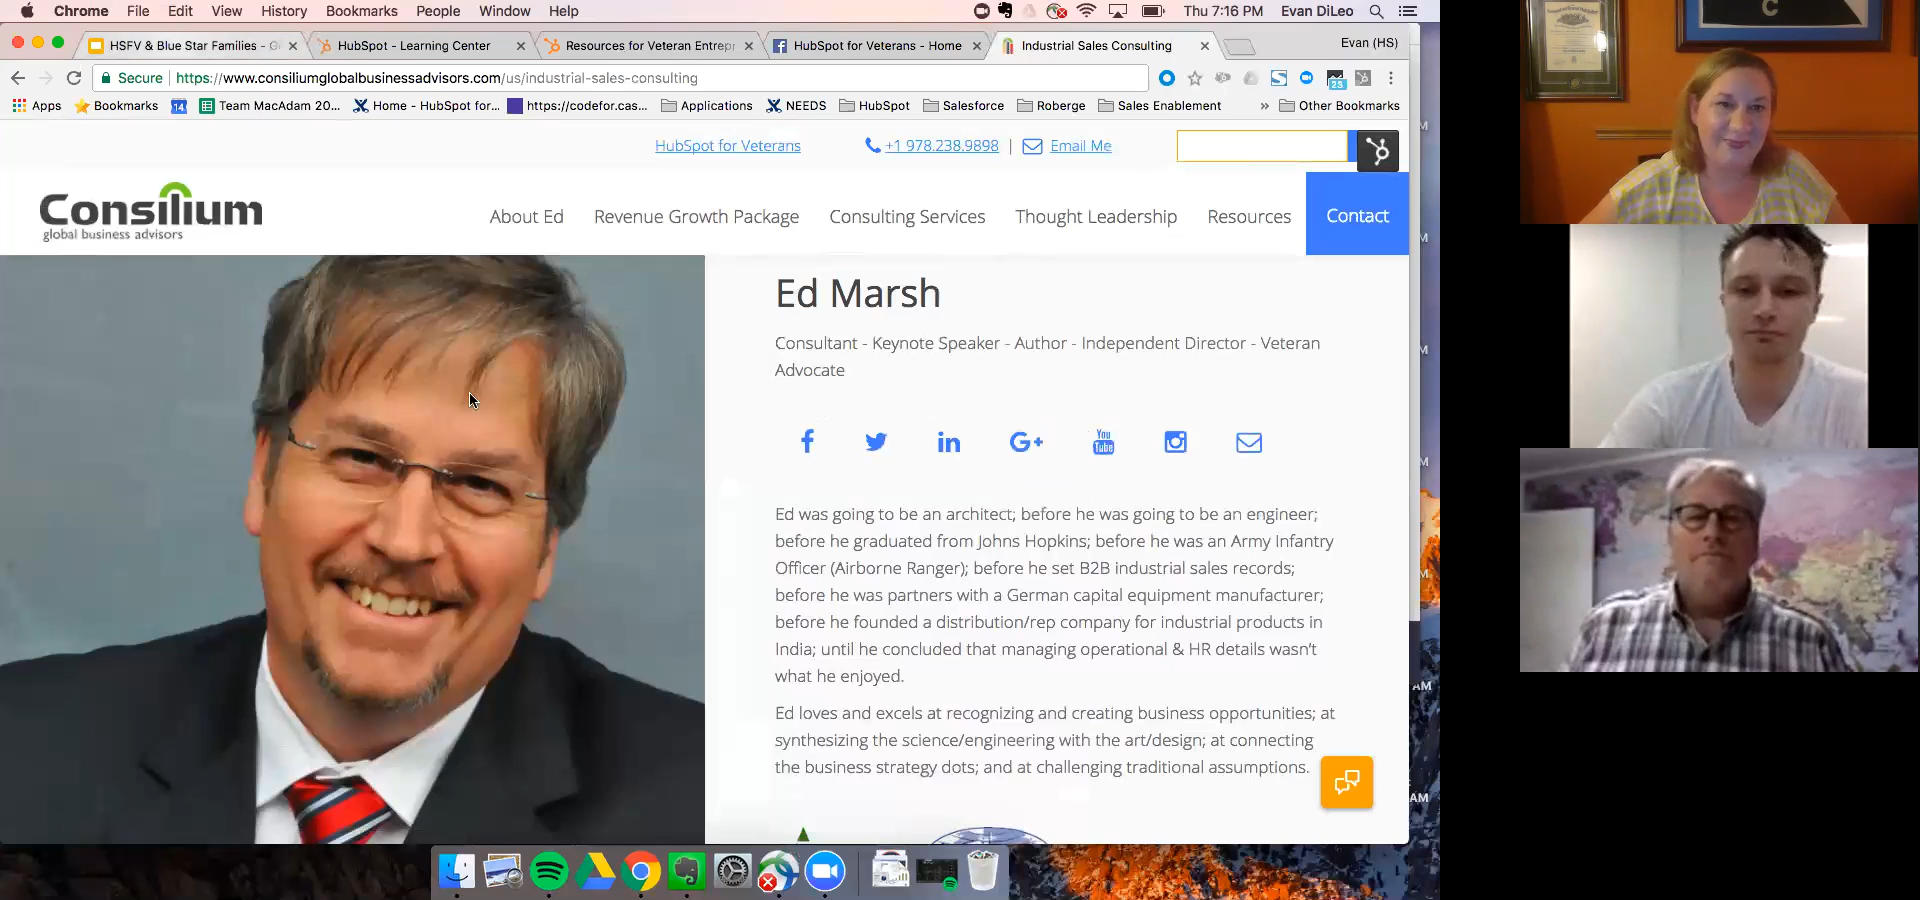 Chrome File Edit View History Bookmarks People Window Help
Thu 7:16 PM Evan DiLeo
HSFV & Blue Star Families - G
HubSpot - Learning Center
Resources for Veteran Entrepr
HubSpot for Veterans - Home
Industrial Sales Consulting
Evan (HS)
Secure https://www.consiliumglobalbusinessadvisors.com/us/industrial-sales-consulting
23
Apps Bookmarks 14 Team MacAdam 20... Home - HubSpot for... https://codefor.cas... Applications NEEDS HubSpot Salesforce Roberge Sales Enablement » Other Bookmarks
HubSpot for Veterans +1 978.238.9898 | Email Me
Consilium
global business advisors
About Ed Revenue Growth Package Consulting Services Thought Leadership Resources Contact
Ed Marsh
Consultant - Keynote Speaker - Author - Independent Director - Veteran
Advocate
You
Tube
Ed was going to be an architect; before he was going to be an engineer;
before he graduated from Johns Hopkins; before he was an Army Infantry
Officer (Airborne Ranger); before he set B2B industrial sales records;
before he was partners with a German capital equipment manufacturer;
before he founded a distribution/rep company for industrial products in
India; until he concluded that managing operational & HR details wasn't
what he enjoyed.
Ed loves and excels at recognizing and creating business opportunities; at
synthesizing the science/engineering with the art/design; at connecting
the business strategy dots; and at challenging traditional assumptions.
AM
AM
C